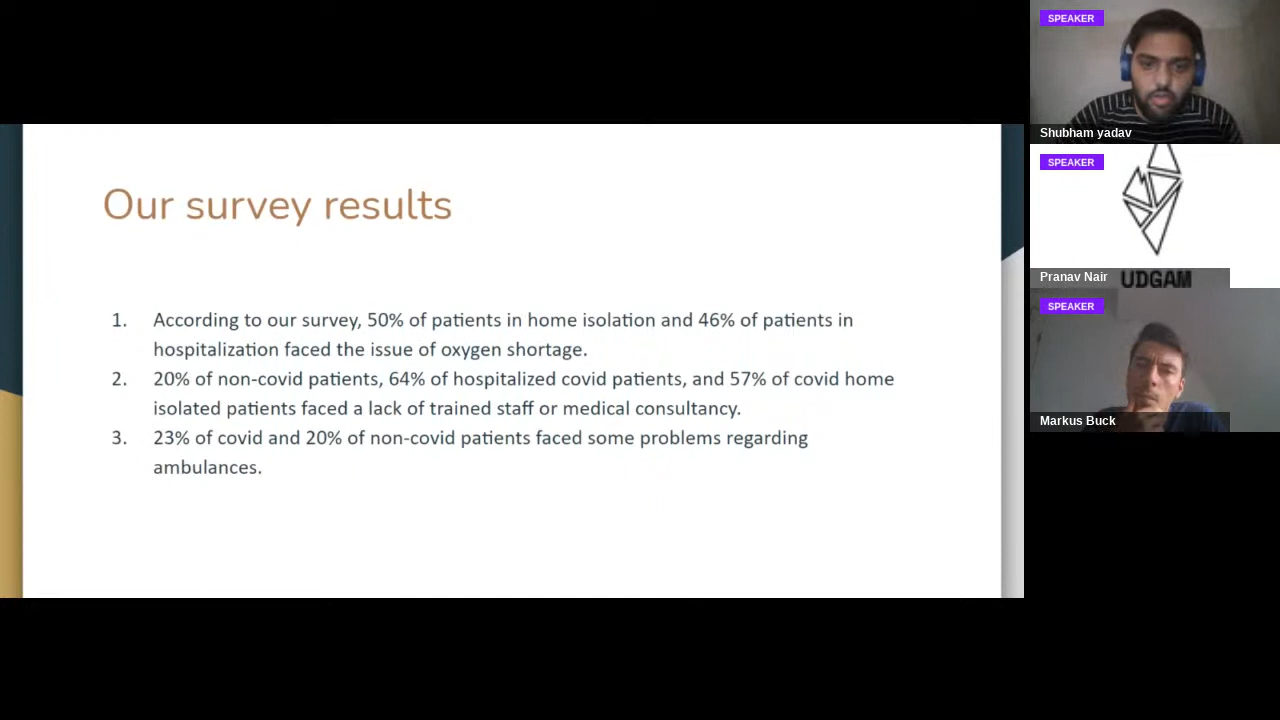 Our survey results
1. According to our survey, 50% of patients in home isolation and 46% of patients in
hospitalization faced the issue of oxygen shortage.
2. 20% of non-covid patients, 64% of hospitalized covid patients, and 57% of covid home
isolated patients faced a lack of trained staff or medical consultancy.
3. 23% of covid and 20% of non-covid patients faced some problems regarding
ambulances.
SPEAKER
Shubham yadav
SPEAKER
Pranav Nair
UDGAM
SPEAKER
Markus Buck